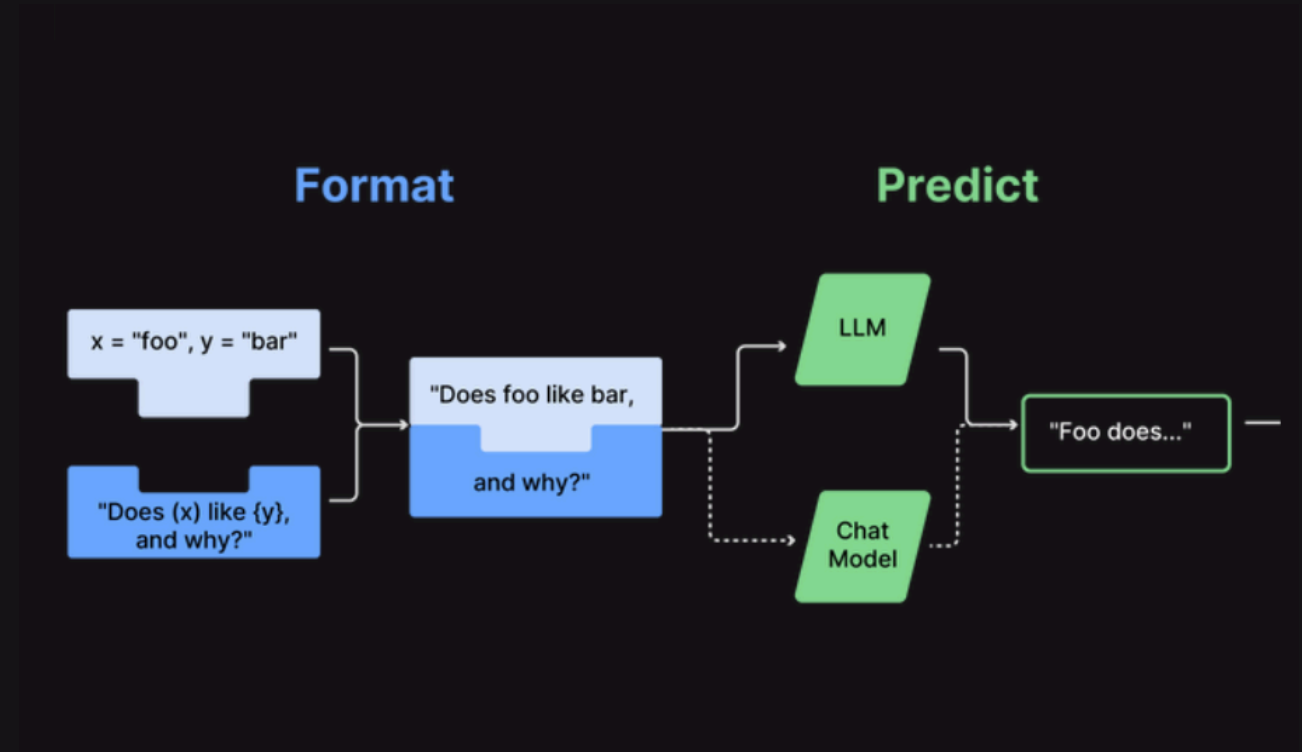 Format
Predict
x = "foo", y = "bar"
"Does (x) like {y},
and why?"
"Does foo like bar,
and why?"
LLM
Chat
Model
"Foo does..."